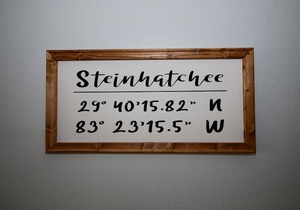 Steinhatchee
29° 40'15.82" N
83° 23'15.5" W